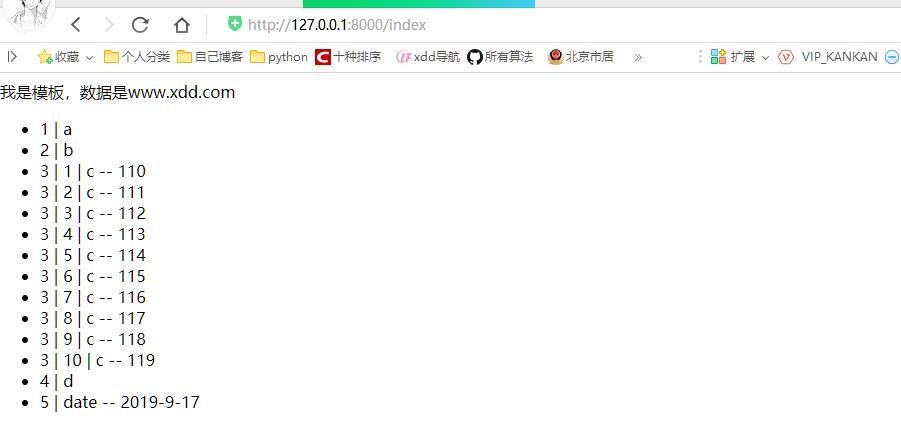 http://127.0.0.1:8000/index
收藏 个人分类 自己博客 python C 十种排序 LF xdd导航 所有算法 北京市居 » 扩展 V VIP_KANKAN
我是模板，数据是www.xdd.com
• 1 | a
• 2 | b
• 3 | 1 | c -- 110
• 3 | 2 | c -- 111
• 3 | 3 | c -- 112
• 3 | 4 | c -- 113
• 3 | 5 | c -- 114
• 3 | 6 | c -- 115
• 3 | 7 | c -- 116
• 3 | 8 | c -- 117
• 3 | 9 | c -- 118
• 3 | 10 | c -- 119
• 4 | d
• 5 | date -- 2019-9-17